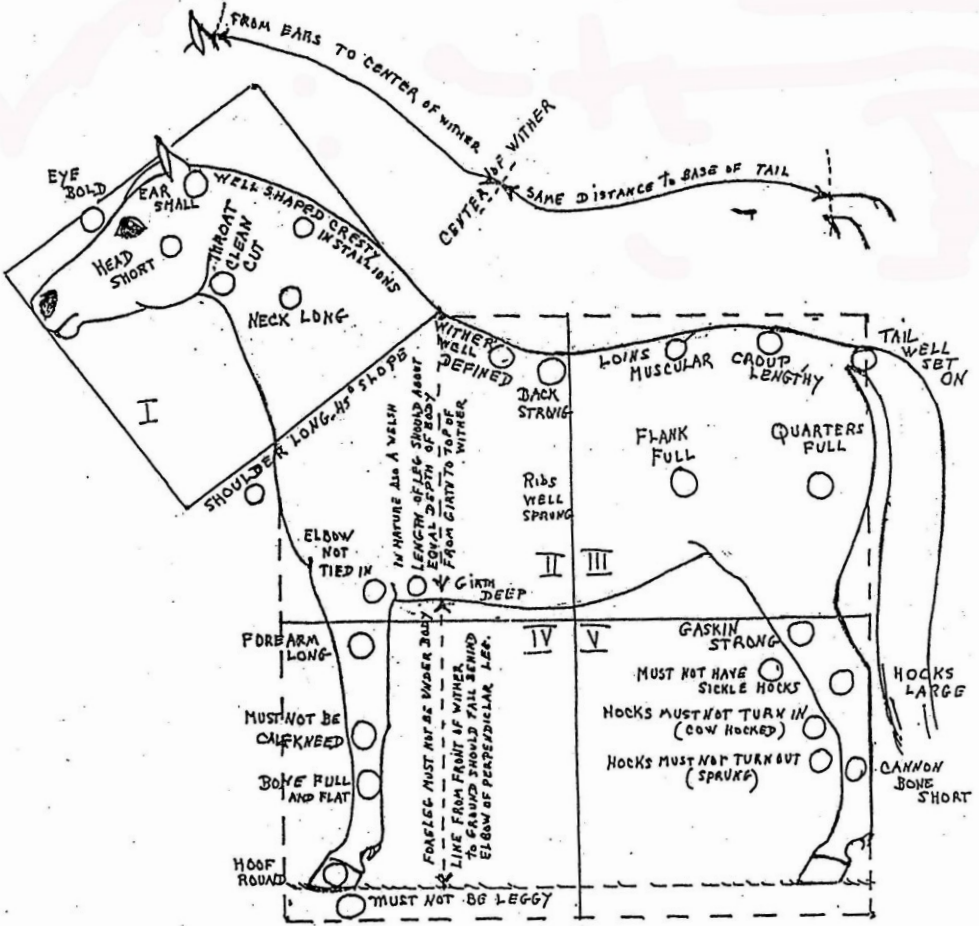 FROM EARS TO CENTER OF WITHER
CENTER OF WITHER
SAME DISTANCE TO BASE OF TAIL
EYE
BOLD
EAR
SMALL
WELL SHAPED CRESTY
IN STALLIONS
HEAD
SHORT
THROAT
CLEAN
CUT
NECK LONG
I
SHOULDER LONG, 45° SLOPE
WITHER
WELL
DEFINED
BACK
STRONG
LOINS
MUSCULAR
CROUP
LENGTHY
TAIL
WELL
SET
ON
IN NATURE ALSO A WELSH
LENGTH OF LEG SHOULD ABOUT
EQUAL DEPTH OF BODY
FROM GIRTH TO TOP OF
WITHER
FLANK
FULL
QUARTERS
FULL
RIBS
WELL
SPRUNG
ELBOW
NOT
TIED IN
GIRTH
DEEP
II
III
IV
V
FOREARM
LONG
MUST NOT BE
CALFKNEED
BONE FULL
AND FLAT
HOOF
ROUND
FORELEG MUST NOT BE UNDER BODY
LINE FROM FRONT OF WITHER
TO GROUND SHOULD FALL BEHIND
ELBOW OF PERPENDICLAR LEG.
GASKIN
STRONG
MUST NOT HAVE
SICKLE HOCKS
HOCKS MUST NOT TURN IN
(COW HOCKED)
HOCKS MUST NOT TURN OUT
(SPRUNG)
HOCKS
LARGE
CANNON
BONE
SHORT
MUST NOT BE LEGGY